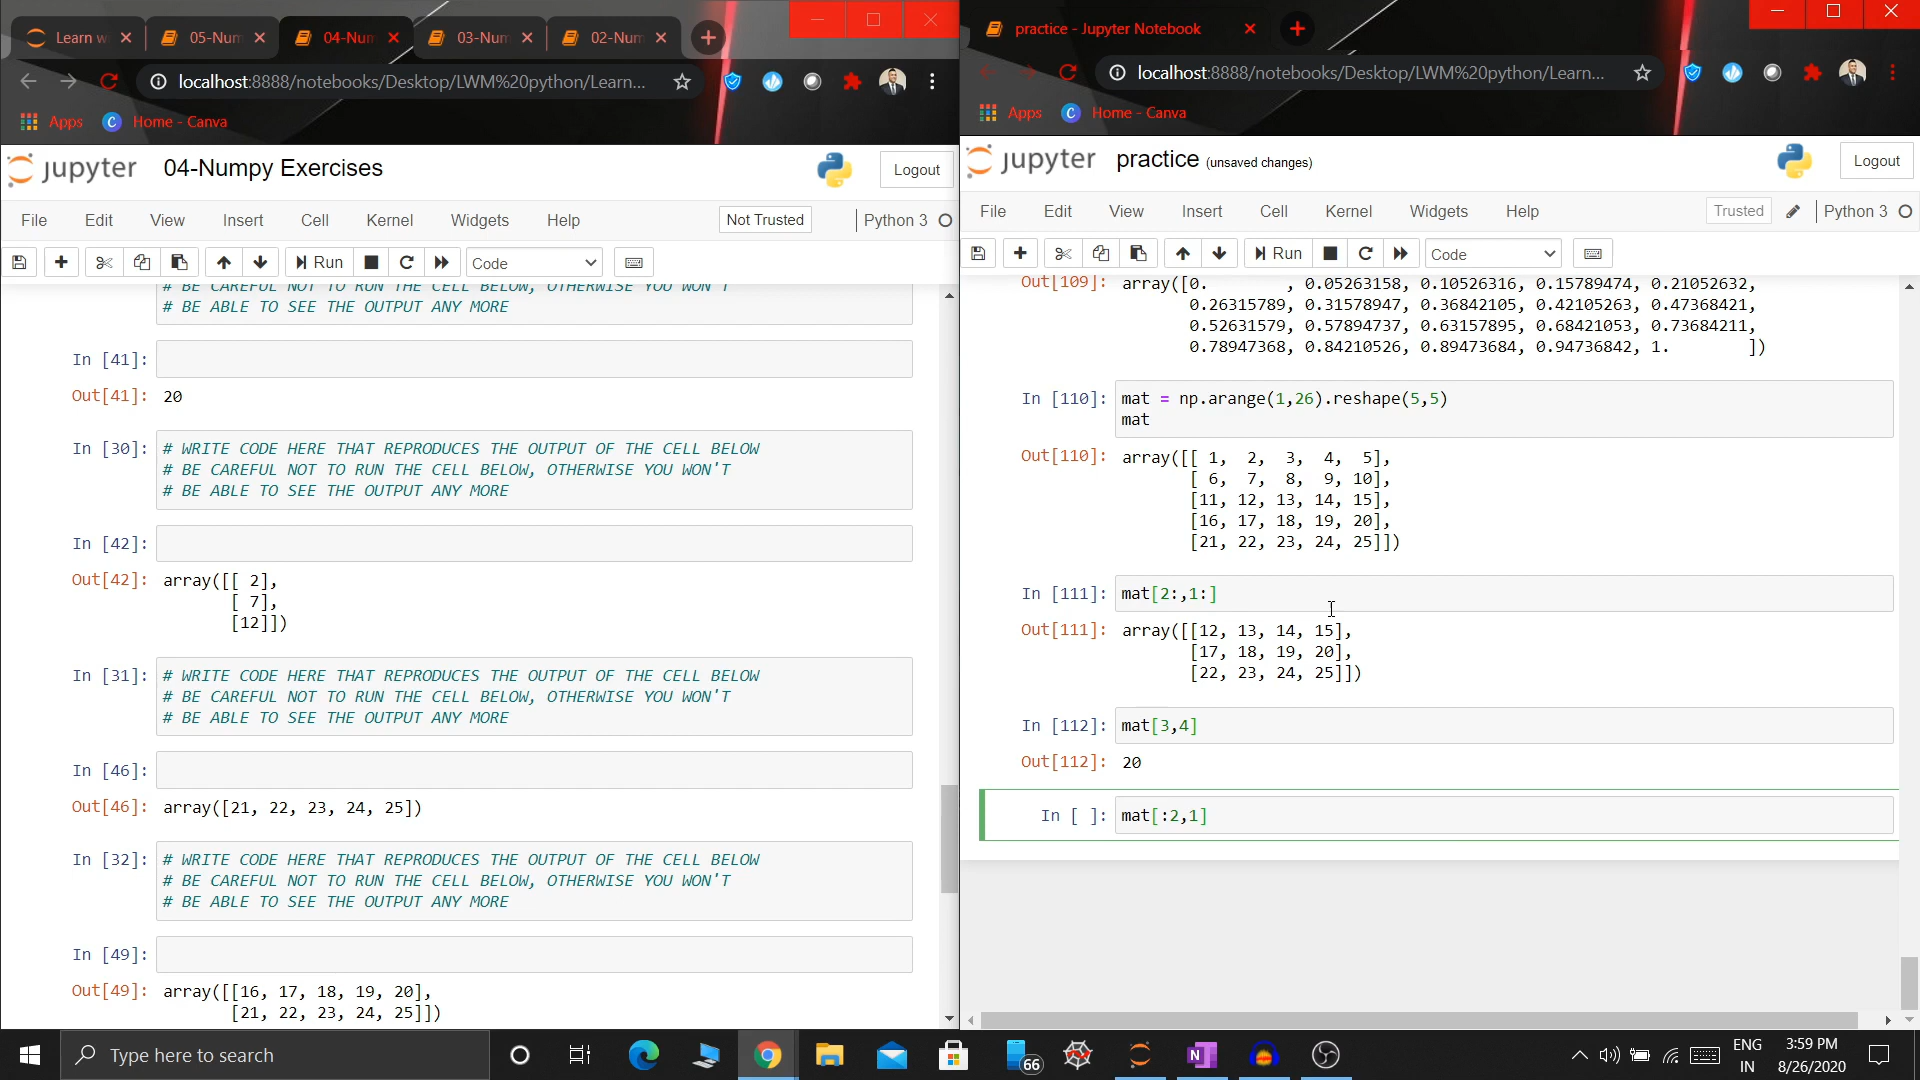 Learn w
05-Num
04-Num
03-Num
02-Num
localhost:8888/notebooks/Desktop/LWM%20python/Learn...
Apps
Home - Canva
jupyter 04-Numpy Exercises
Logout
File Edit View Insert Cell Kernel Widgets Help
Not Trusted
Python 3
Run
Code
# BE CAREFUL NOT TO RUN THE CELL BELOW, OTHERWISE YOU WON'T
# BE ABLE TO SEE THE OUTPUT ANY MORE
In [41]:
Out[41]: 20
In [30]: # WRITE CODE HERE THAT REPRODUCES THE OUTPUT OF THE CELL BELOW
# BE CAREFUL NOT TO RUN THE CELL BELOW, OTHERWISE YOU WON'T
# BE ABLE TO SEE THE OUTPUT ANY MORE
In [42]:
Out[42]: array([[ 2],
[ 7],
[12]])
In [31]: # WRITE CODE HERE THAT REPRODUCES THE OUTPUT OF THE CELL BELOW
# BE CAREFUL NOT TO RUN THE CELL BELOW, OTHERWISE YOU WON'T
# BE ABLE TO SEE THE OUTPUT ANY MORE
In [46]:
Out[46]: array([21, 22, 23, 24, 25])
In [32]: # WRITE CODE HERE THAT REPRODUCES THE OUTPUT OF THE CELL BELOW
# BE CAREFUL NOT TO RUN THE CELL BELOW, OTHERWISE YOU WON'T
# BE ABLE TO SEE THE OUTPUT ANY MORE
In [49]:
Out[49]: array([[16, 17, 18, 19, 20],
[21, 22, 23, 24, 25]])
practice - Jupyter Notebook
localhost:8888/notebooks/Desktop/LWM%20python/Learn...
Apps
Home - Canva
jupyter practice (unsaved changes)
Logout
File Edit View Insert Cell Kernel Widgets Help
Trusted
Python 3
Run
Code
Out[109]: array([0. , 0.05263158, 0.10526316, 0.15789474, 0.21052632,
0.26315789, 0.31578947, 0.36842105, 0.42105263, 0.47368421,
0.52631579, 0.57894737, 0.63157895, 0.68421053, 0.73684211,
0.78947368, 0.84210526, 0.89473684, 0.94736842, 1. ])
In [110]: mat = np.arange(1,26).reshape(5,5)
mat
Out[110]: array([[ 1, 2, 3, 4, 5],
[ 6, 7, 8, 9, 10],
[11, 12, 13, 14, 15],
[16, 17, 18, 19, 20],
[21, 22, 23, 24, 25]])
In [111]: mat[2:,1:]
Out[111]: array([[12, 13, 14, 15],
[17, 18, 19, 20],
[22, 23, 24, 25]])
In [112]: mat[3,4]
Out[112]: 20
In [ ]: mat[:2,1]
Type here to search
66
ENG
IN
3:59 PM
8/26/2020